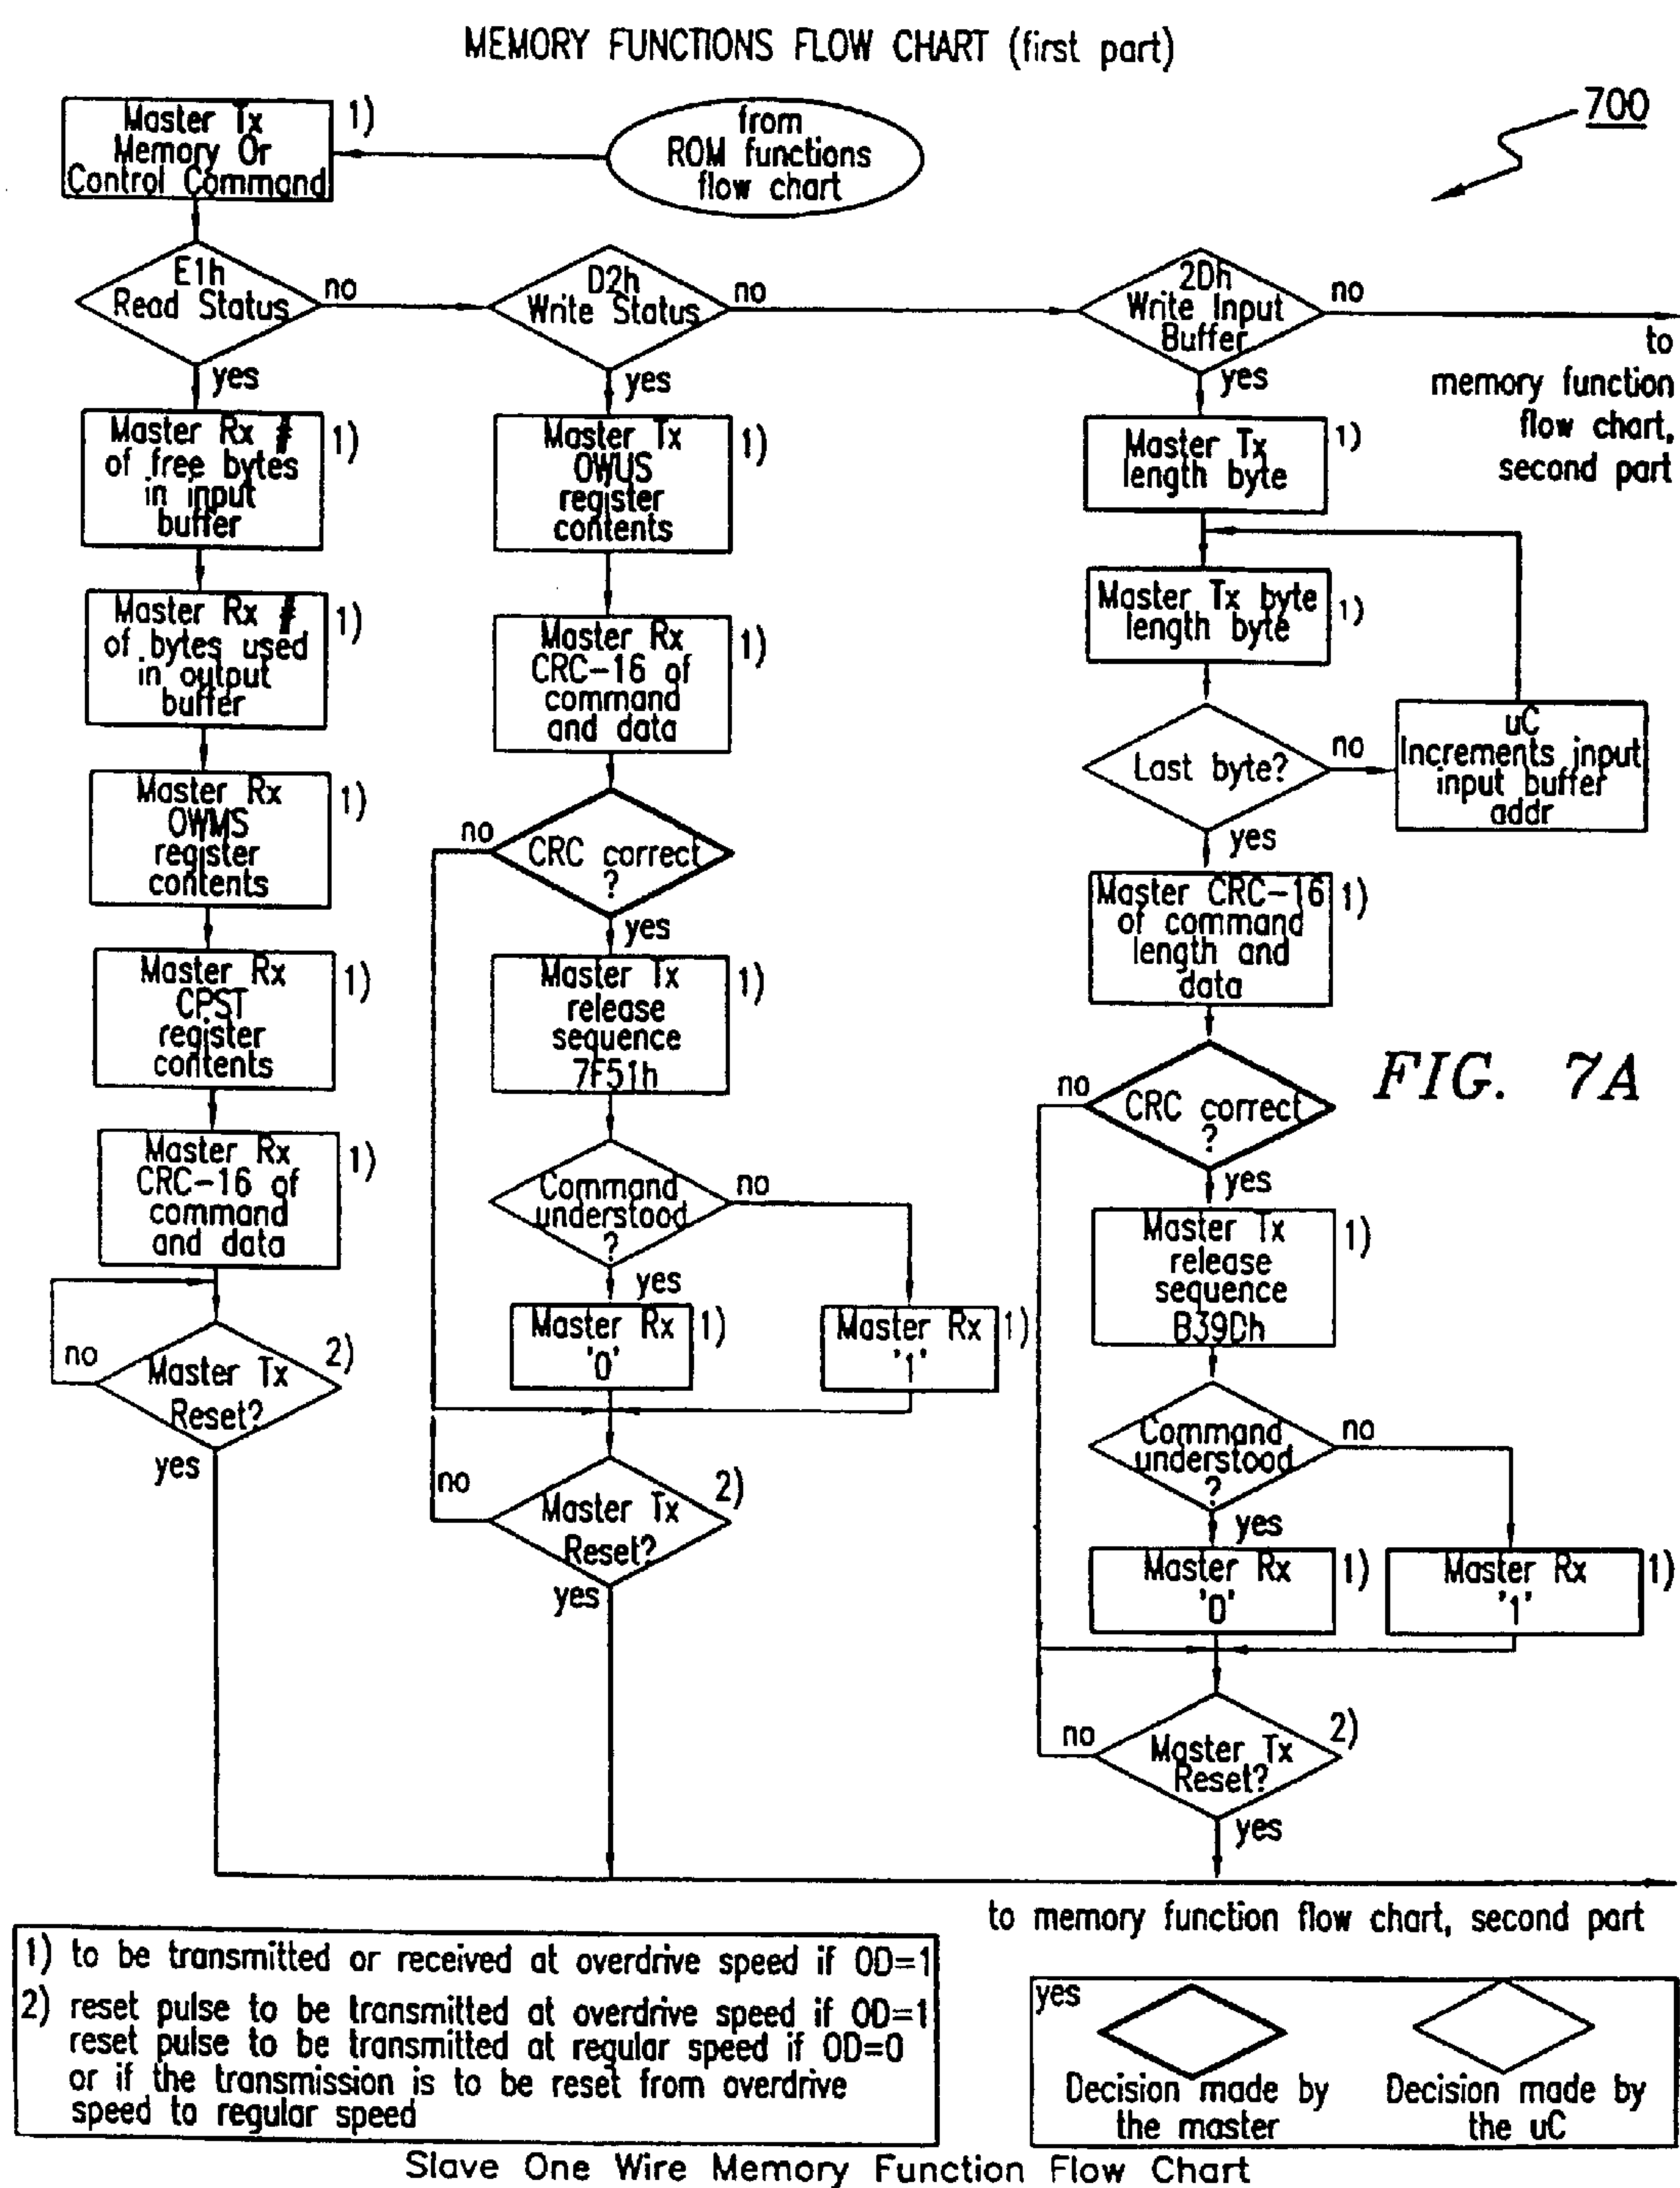 MEMORY FUNCTIONS FLOW CHART (first part)
700
Master Tx
Memory Or
Control Command
1)
from
ROM functions
flow chart
E1h
Read Status
no
yes
D2h
Write Status
no
yes
2Dh
Write Input
Buffer
no
yes
to
memory function
flow chart,
second part
Master Rx #
of free bytes
in input
buffer
1)
Master Rx #
of bytes used
in output
buffer
1)
Master Rx
OWMS
register
contents
1)
Master Rx
CPST
register
contents
1)
Master Rx
CRC-16 of
command
and data
1)
no
Master Tx
Reset?
2)
yes
Master Tx
OWUS
register
contents
1)
Master Rx
CRC-16 of
command
and data
1)
no
CRC correct
?
yes
Master Tx
release
sequence
7F51h
1)
Command
understood
?
no
yes
Master Rx
'0'
1)
Master Rx
'1'
1)
no
Master Tx
Reset?
2)
yes
Master Tx
length byte
1)
Master Tx byte
length byte
1)
Last byte?
no
uC
Increments input
input buffer
addr
yes
Master CRC-16
of command
length and
data
1)
FIG. 7A
no
CRC correct
?
yes
Master Tx
release
sequence
B39Dh
1)
Command
understood
?
no
yes
Master Rx
'0'
1)
Master Rx
'1'
1)
no
Master Tx
Reset?
2)
yes
to memory function flow chart, second part
1) to be transmitted or received at overdrive speed if OD=1
2) reset pulse to be transmitted at overdrive speed if OD=1
reset pulse to be transmitted at regular speed if OD=0
or if the transmission is to be reset from overdrive
speed to regular speed
yes
Decision made by
the master
Decision made by
the uC
Slave One Wire Memory Function Flow Chart